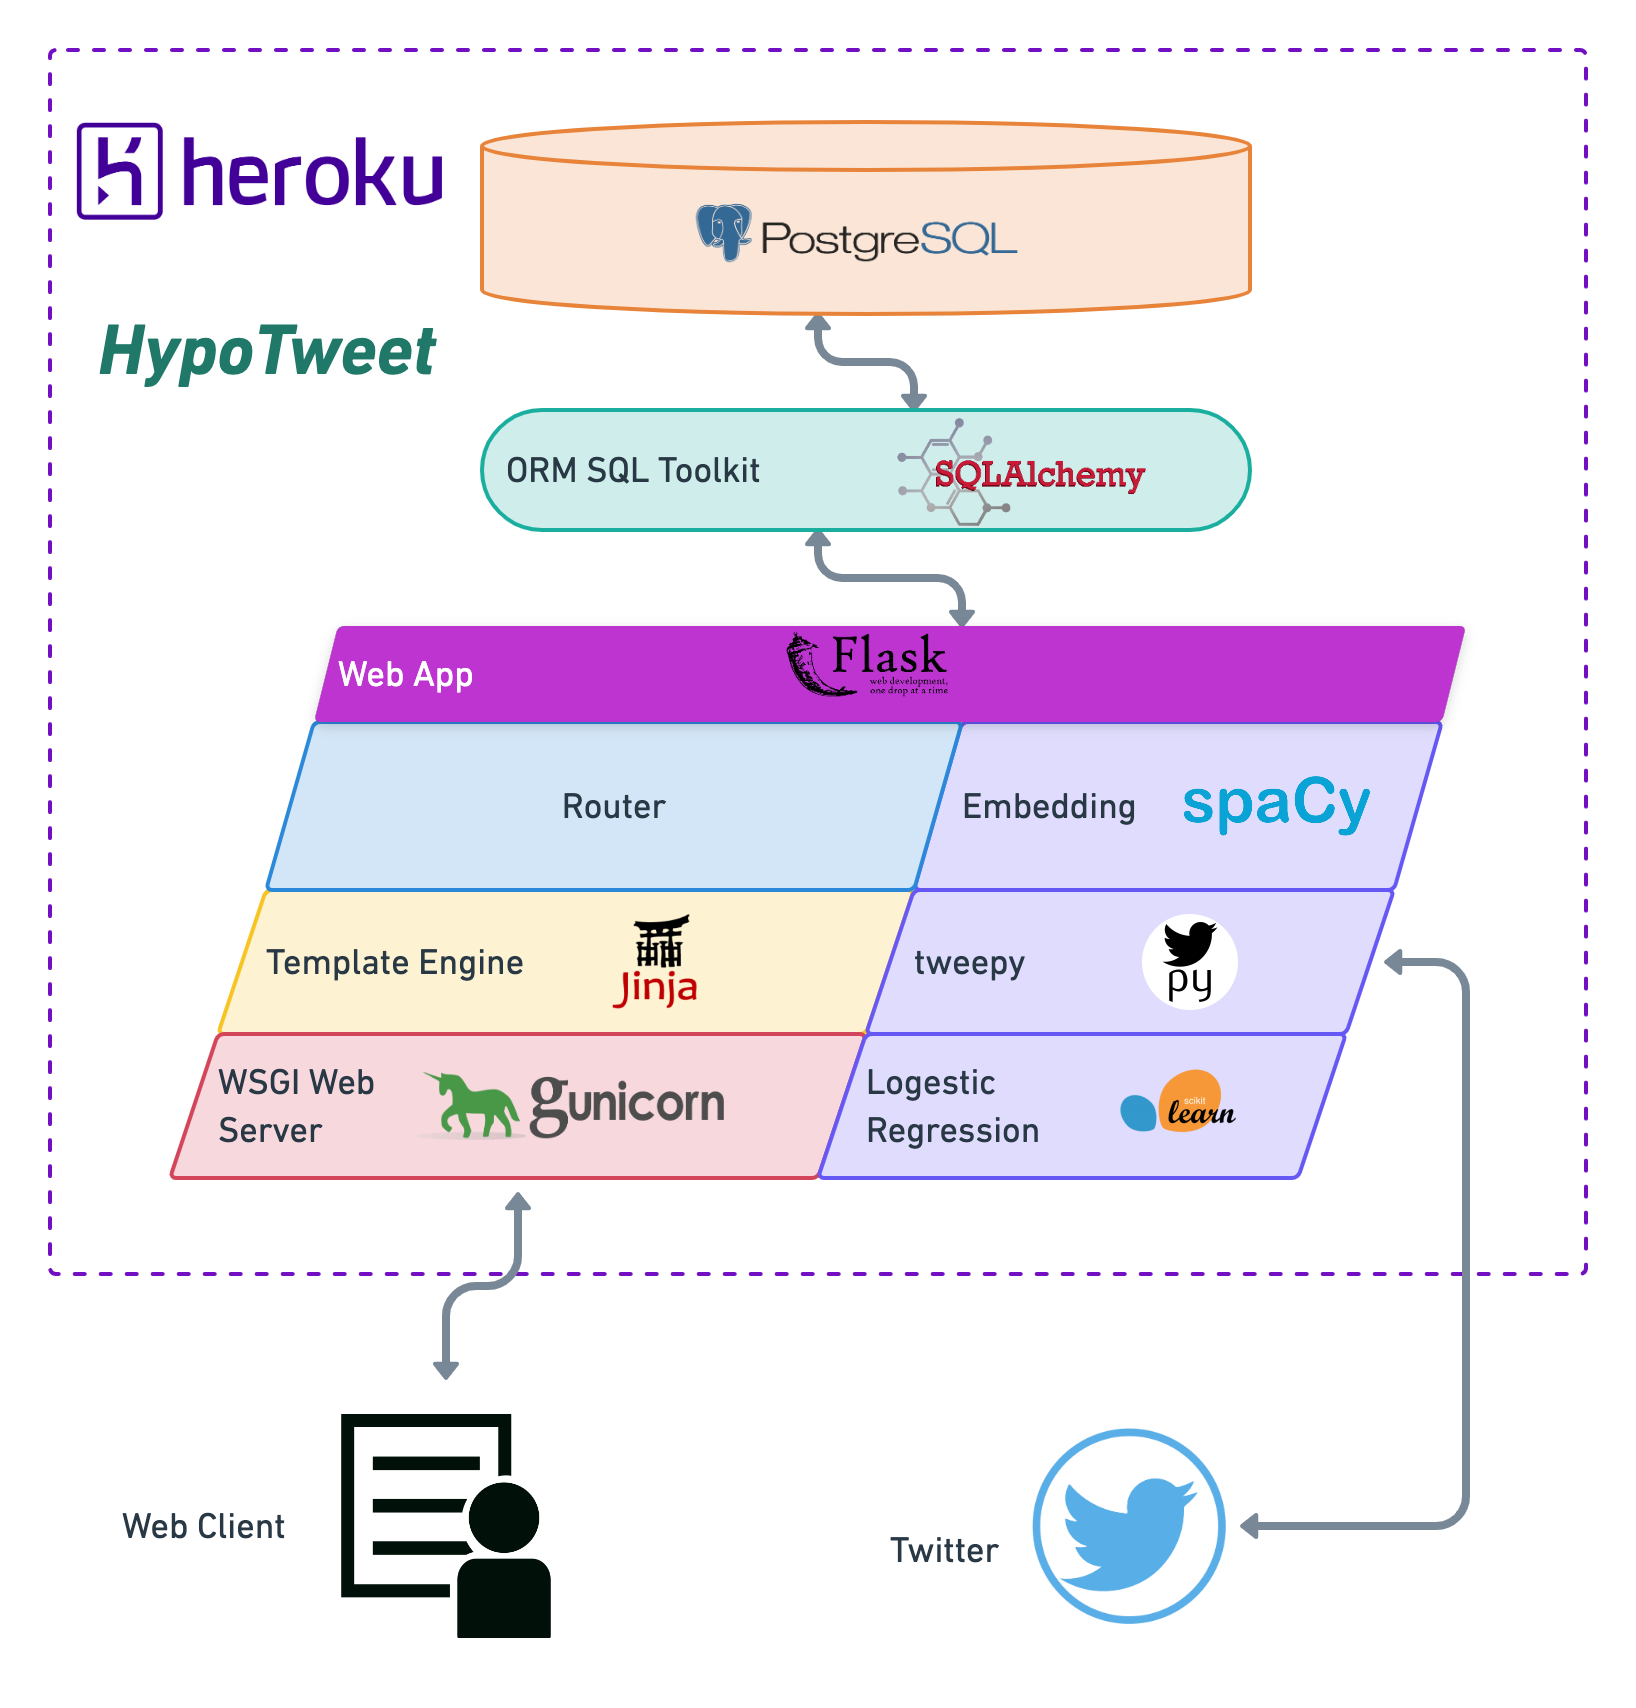 heroku
PostgreSQL
HypoTweet
ORM SQL Toolkit
SQLAlchemy
Web App
Flask
web development,
one drop at a time
Router
Embedding
spaCy
Template Engine
Jinja
tweepy
py
WSGI Web
Server
gunicorn
Logestic
Regression
scikit
learn
Web Client
Twitter